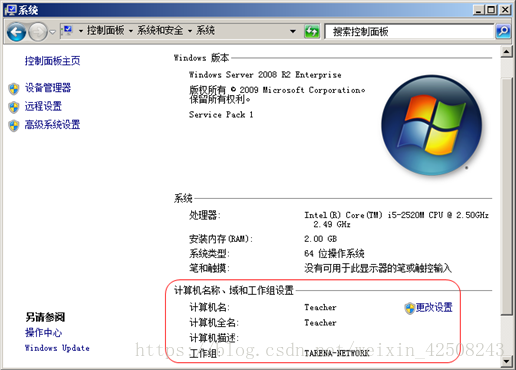 系统
控制面板 系统和安全 系统
搜索控制面板
控制面板主页
设备管理器
远程设置
高级系统设置
另请参阅
操作中心
Windows Update
Windows 版本
Windows Server 2008 R2 Enterprise
版权所有 © 2009 Microsoft Corporation。
保留所有权利。
Service Pack 1
系统
处理器: Intel(R) Core(TM) i5-2520M CPU @ 2.50GHz
2.49 GHz
安装内存(RAM): 2.00 GB
系统类型: 64 位操作系统
笔和触摸: 没有可用于此显示器的笔或触控输入
计算机名称、域和工作组设置
计算机名: Teacher
更改设置
计算机全名: Teacher
计算机描述:
工作组: TARENA-NETWORK
https://blog.csdn.net/meixin_42508243